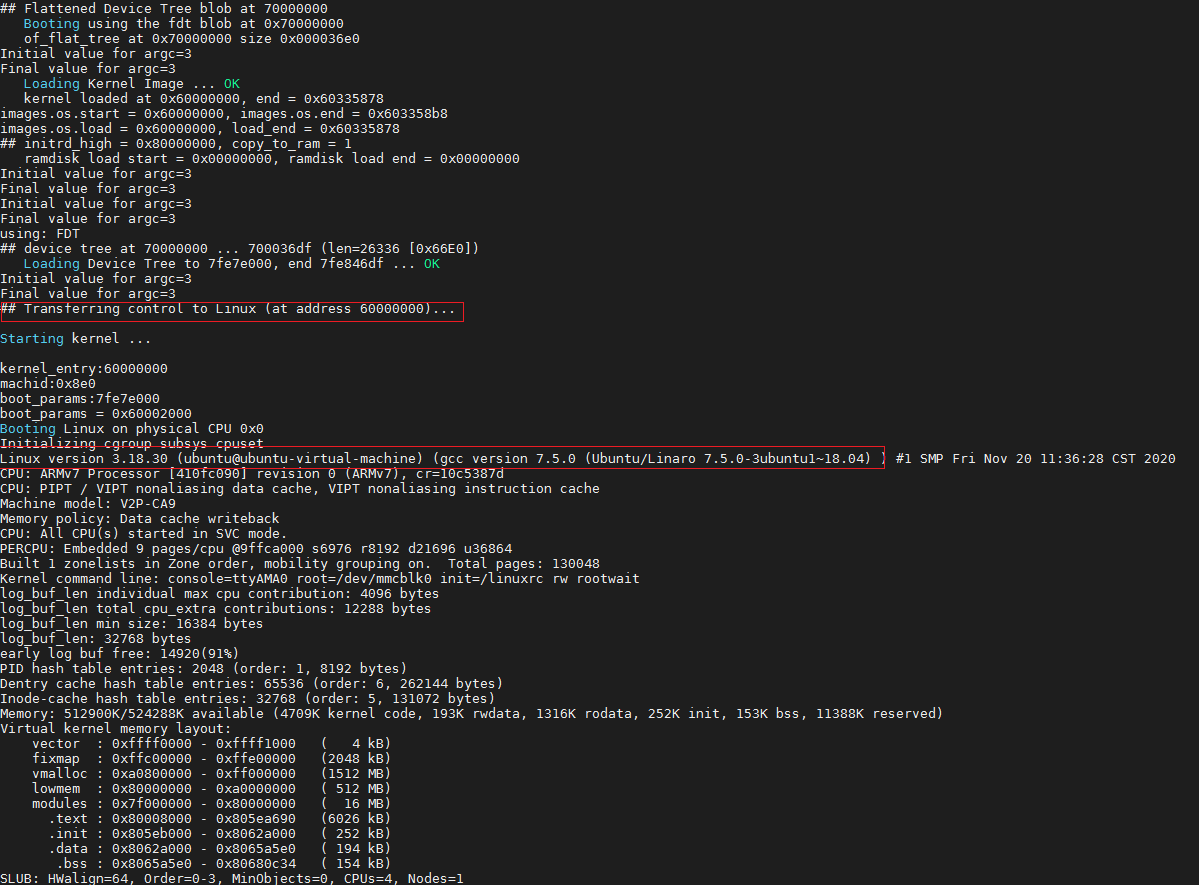 ## Flattened Device Tree blob at 70000000
   Booting using the fdt blob at 0x70000000
   of_flat_tree at 0x70000000 size 0x000036e0
Initial value for argc=3
Final value for argc=3
   Loading Kernel Image ... OK
   kernel loaded at 0x60000000, end = 0x60335878
images.os.start = 0x60000000, images.os.end = 0x603358b8
images.os.load = 0x60000000, load_end = 0x60335878
## initrd_high = 0x80000000, copy_to_ram = 1
   ramdisk load start = 0x00000000, ramdisk load end = 0x00000000
Initial value for argc=3
Final value for argc=3
Initial value for argc=3
Final value for argc=3
using: FDT
## device tree at 70000000 ... 700036df (len=26336 [0x66E0])
   Loading Device Tree to 7fe7e000, end 7fe846df ... OK
Initial value for argc=3
Final value for argc=3
## Transferring control to Linux (at address 60000000)...
Starting kernel ...
kernel_entry:60000000
machid:0x8e0
boot_params:7fe7e000
boot_params = 0x60002000
Booting Linux on physical CPU 0x0
Initializing cgroup subsys cpuset
Linux version 3.18.30 (ubuntu@ubuntu-virtual-machine) (gcc version 7.5.0 (Ubuntu/Linaro 7.5.0-3ubuntu1~18.04) ) #1 SMP Fri Nov 20 11:36:28 CST 2020
CPU: ARMv7 Processor [410fc090] revision 0 (ARMv7), cr=10c5387d
CPU: PIPT / VIPT nonaliasing data cache, VIPT nonaliasing instruction cache
Machine model: V2P-CA9
Memory policy: Data cache writeback
CPU: All CPU(s) started in SVC mode.
PERCPU: Embedded 9 pages/cpu @9ffca000 s6976 r8192 d21696 u36864
Built 1 zonelists in Zone order, mobility grouping on.  Total pages: 130048
Kernel command line: console=ttyAMA0 root=/dev/mmcblk0 init=/linuxrc rw rootwait
log_buf_len individual max cpu contribution: 4096 bytes
log_buf_len total cpu_extra contributions: 12288 bytes
log_buf_len min size: 16384 bytes
log_buf_len: 32768 bytes
early log buf free: 14920(91%)
PID hash table entries: 2048 (order: 1, 8192 bytes)
Dentry cache hash table entries: 65536 (order: 6, 262144 bytes)
Inode-cache hash table entries: 32768 (order: 5, 131072 bytes)
Memory: 512900K/524288K available (4709K kernel code, 193K rwdata, 1316K rodata, 252K init, 153K bss, 11388K reserved)
Virtual kernel memory layout:
    vector  : 0xffff0000 - 0xffff1000   (   4 kB)
    fixmap  : 0xffc00000 - 0xffe00000   (2048 kB)
    vmalloc : 0xa0800000 - 0xff000000   (1512 MB)
    lowmem  : 0x80000000 - 0xa0000000   ( 512 MB)
    modules : 0x7f000000 - 0x80000000   (  16 MB)
      .text : 0x80008000 - 0x805ea690   (6026 kB)
      .init : 0x805eb000 - 0x8062a000   ( 252 kB)
      .data : 0x8062a000 - 0x8065a5e0   ( 194 kB)
       .bss : 0x8065a5e0 - 0x80680c34   ( 154 kB)
SLUB: HWalign=64, Order=0-3, MinObjects=0, CPUs=4, Nodes=1